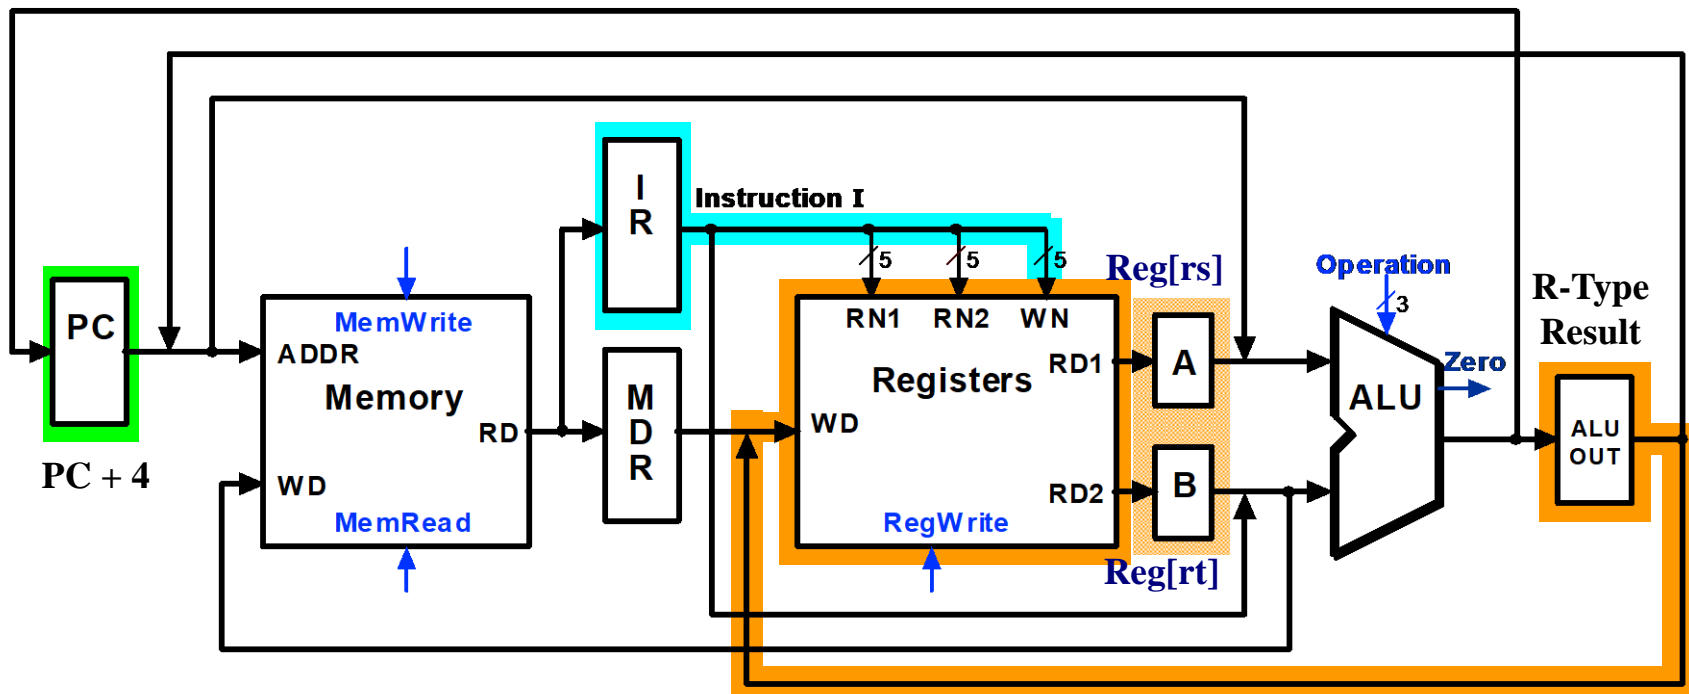 I
R
Instruction I
5
5
5
Reg[rs]
Operation
3
R-Type
Result
PC
MemWrite
ADDR
Memory
RD
WD
MemRead
PC + 4
M
D
R
RN1
RN2
WN
RD1
Registers
WD
RD2
RegWrite
A
B
Reg[rt]
Zero
ALU
ALU
OUT